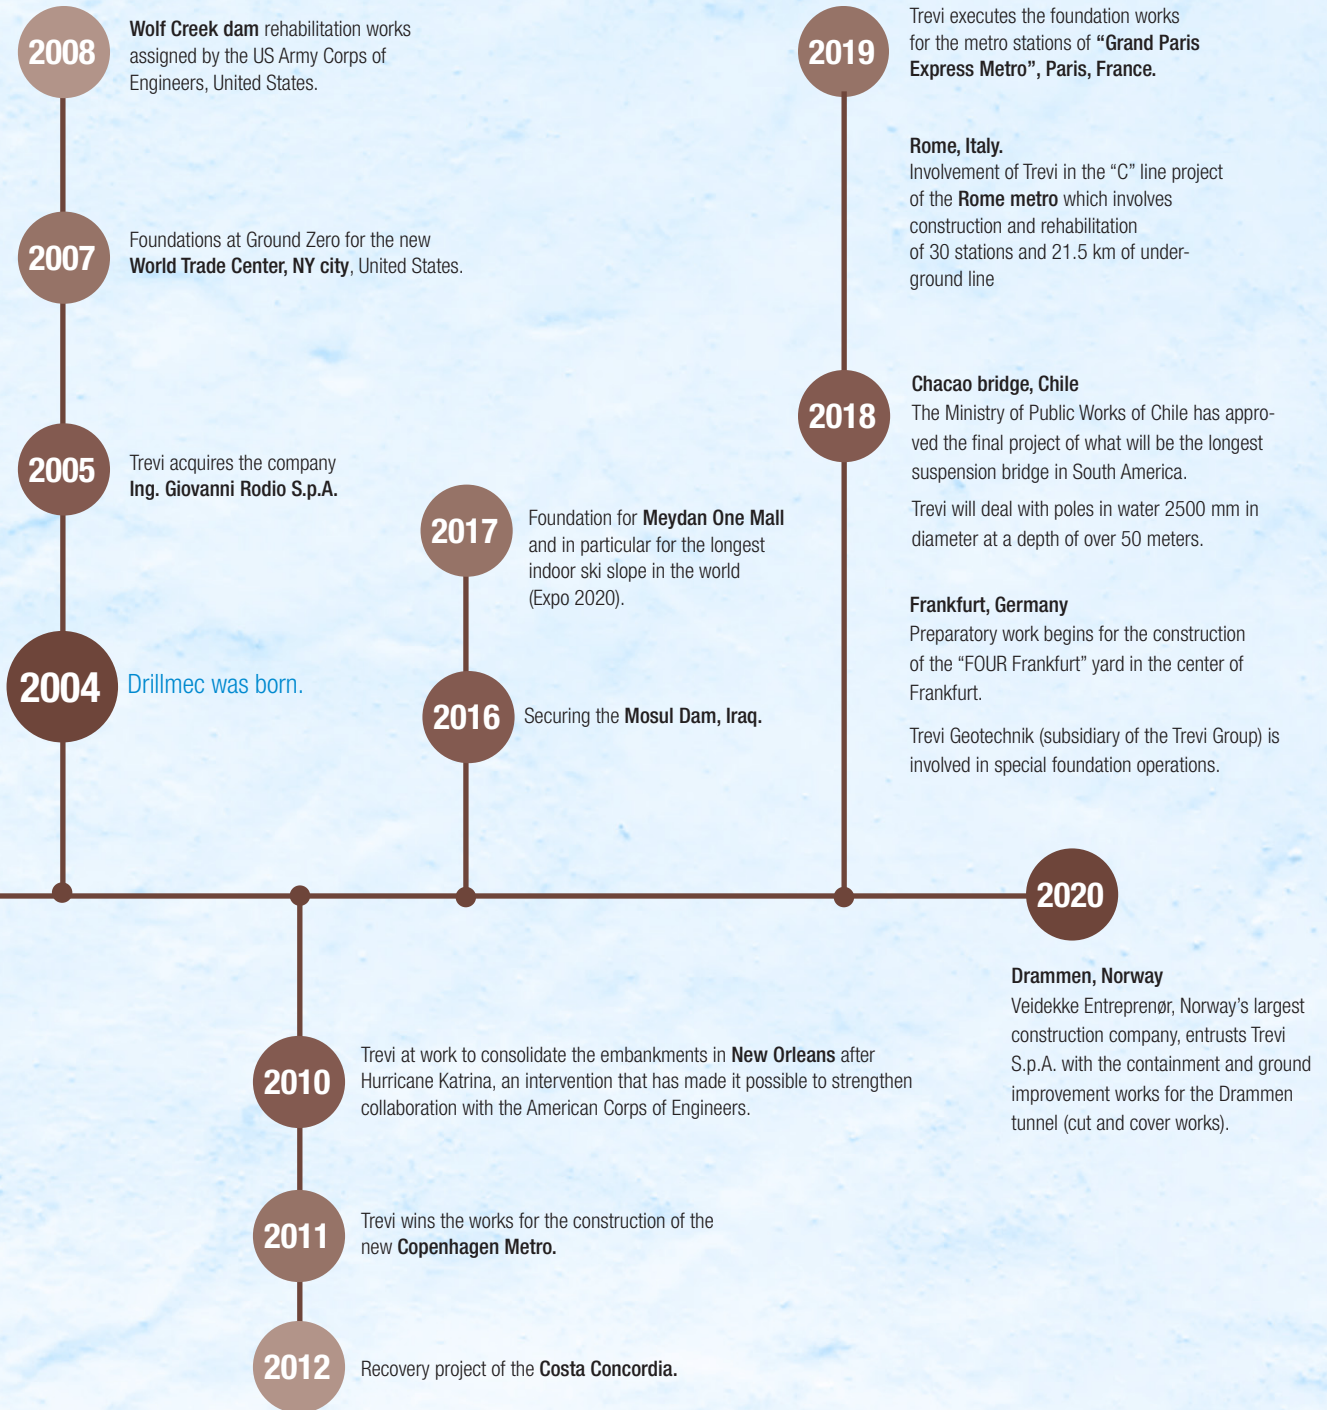 2008
Wolf Creek dam rehabilitation works
assigned by the US Army Corps of
Engineers, United States.
2007
Foundations at Ground Zero for the new
World Trade Center, NY city, United States.
2005
Trevi acquires the company
Ing. Giovanni Rodio S.p.A.
2004
Drillmec was born.
2010
Trevi at work to consolidate the embankments in New Orleans after
Hurricane Katrina, an intervention that has made it possible to strengthen
collaboration with the American Corps of Engineers.
2011
Trevi wins the works for the construction of the
new Copenhagen Metro.
2012
Recovery project of the Costa Concordia.
2017
Foundation for Meydan One Mall
and in particular for the longest
indoor ski slope in the world
(Expo 2020).
2016
Securing the Mosul Dam, Iraq.
2019
Trevi executes the foundation works
for the metro stations of “Grand Paris
Express Metro”, Paris, France.
Rome, Italy.
Involvement of Trevi in the “C” line project
of the Rome metro which involves
construction and rehabilitation
of 30 stations and 21.5 km of under-
ground line
2018
Chacao bridge, Chile
The Ministry of Public Works of Chile has appro-
ved the final project of what will be the longest
suspension bridge in South America.
Trevi will deal with poles in water 2500 mm in
diameter at a depth of over 50 meters.
Frankfurt, Germany
Preparatory work begins for the construction
of the “FOUR Frankfurt” yard in the center of
Frankfurt.
Trevi Geotechnik (subsidiary of the Trevi Group) is
involved in special foundation operations.
2020
Drammen, Norway
Veidekke Entreprenør, Norway’s largest
construction company, entrusts Trevi
S.p.A. with the containment and ground
improvement works for the Drammen
tunnel (cut and cover works).